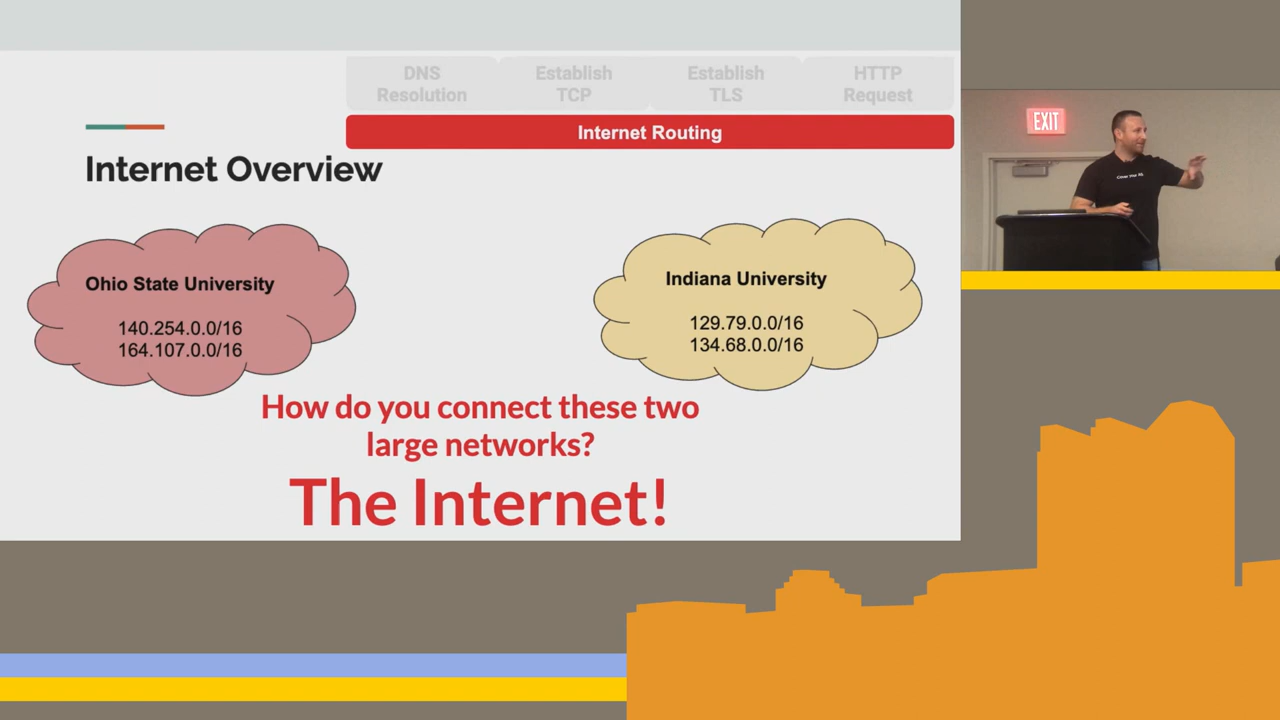 DNS
Resolution
Establish
TCP
Establish
TLS
HTTP
Request
Internet Routing
Internet Overview
Ohio State University
140.254.0.0/16
164.107.0.0/16
Indiana University
129.79.0.0/16
134.68.0.0/16
How do you connect these two
large networks?
The Internet!
EXIT